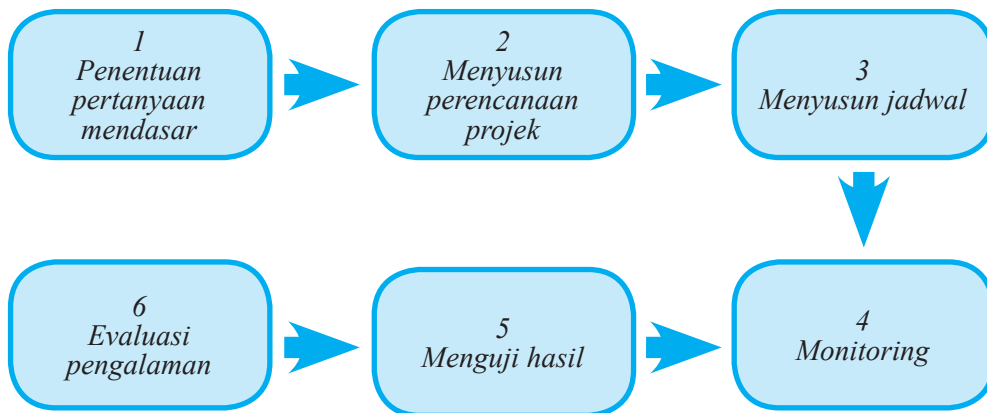 1
Penentuan
pertanyaan
mendasar
2
Menyusun
perencanaan
projek
3
Menyusun jadwal
4
Monitoring
5
Menguji hasil
6
Evaluasi
pengalaman